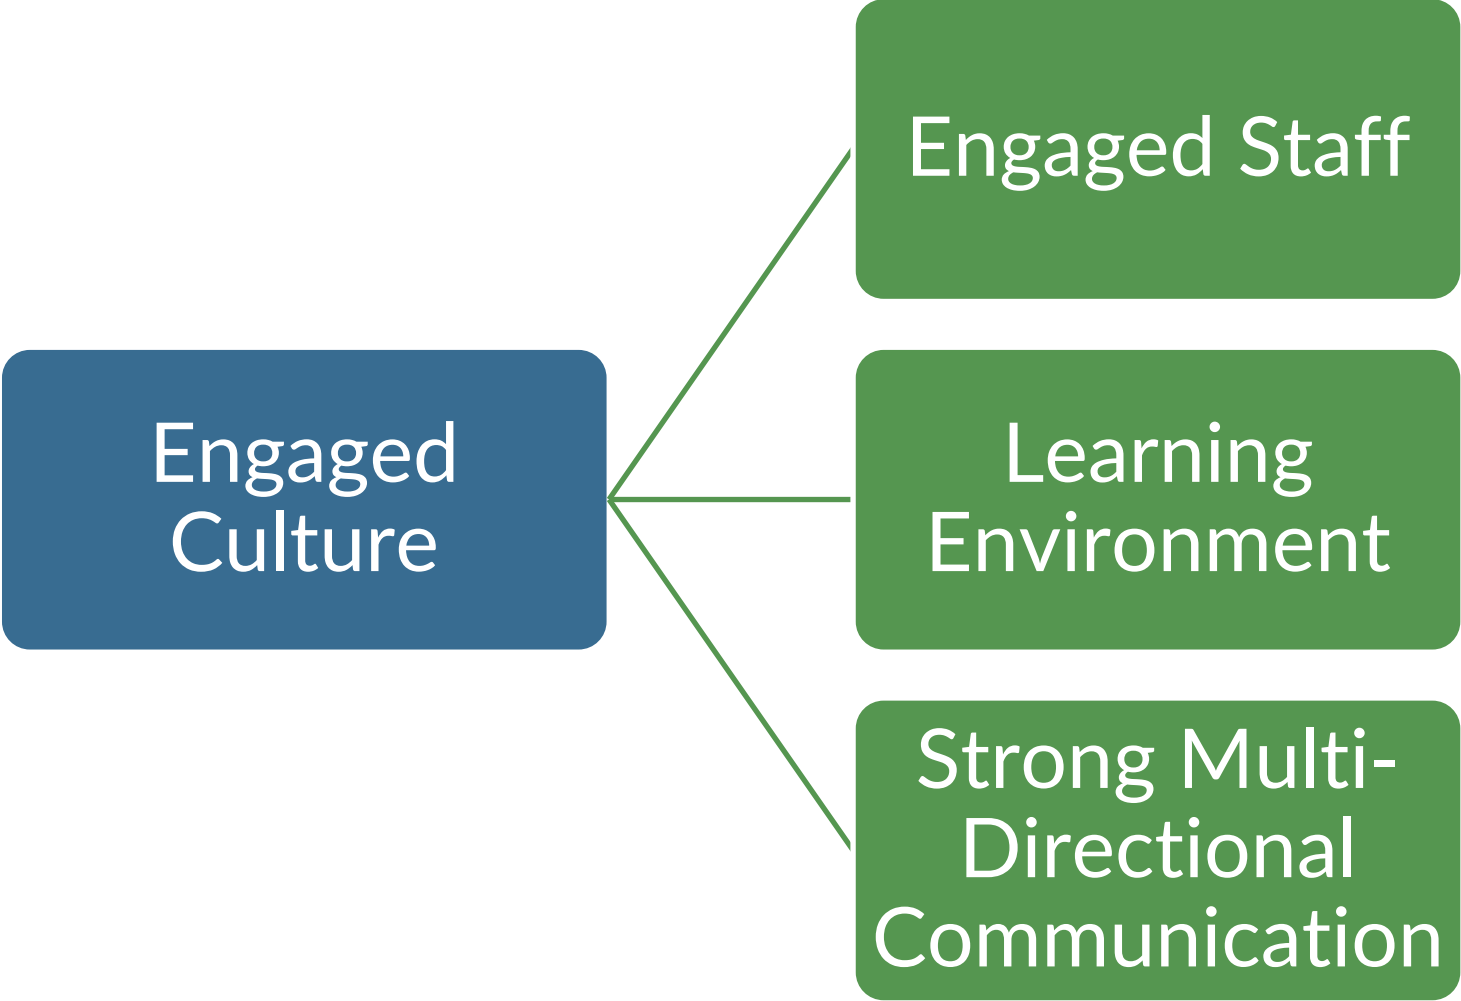 Engaged Staff
Engaged
Culture
Learning
Environment
Strong Multi-
Directional
Communication